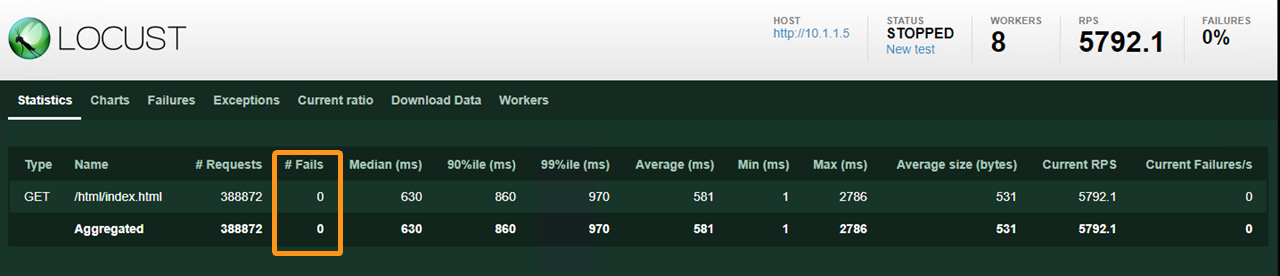 LOCUST
HOST
http://10.1.1.5
STATUS
STOPPED
New test
WORKERS
8
RPS
5792.1
FAILURES
0%
Statistics Charts Failures Exceptions Current ratio Download Data Workers
Type Name # Requests # Fails Median (ms) 90%ile (ms) 99%ile (ms) Average (ms) Min (ms) Max (ms) Average size (bytes) Current RPS Current Failures/s
GET /html/index.html 388872 0 630 860 970 581 1 2786 531 5792.1 0
Aggregated 388872 0 630 860 970 581 1 2786 531 5792.1 0